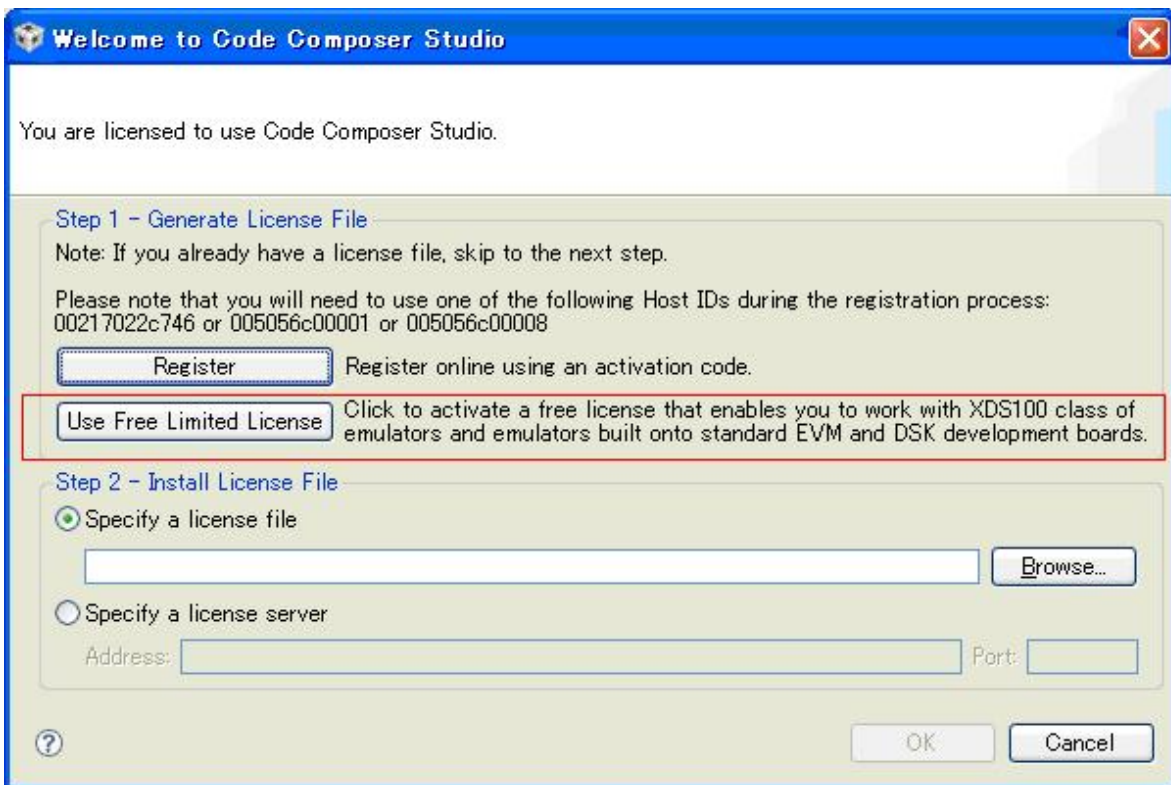 Welcome to Code Composer Studio
You are licensed to use Code Composer Studio.
Step 1 - Generate License File
Note: If you already have a license file, skip to the next step.
Please note that you will need to use one of the following Host IDs during the registration process:
00217022c746 or 005056c00001 or 005056c00008
Register
Register online using an activation code.
Use Free Limited License
Click to activate a free license that enables you to work with XDS100 class of
emulators and emulators built onto standard EVM and DSK development boards.
Step 2 - Install License File
Specify a license file
Browse...
Specify a license server
Address:
Port:
?
OK
Cancel